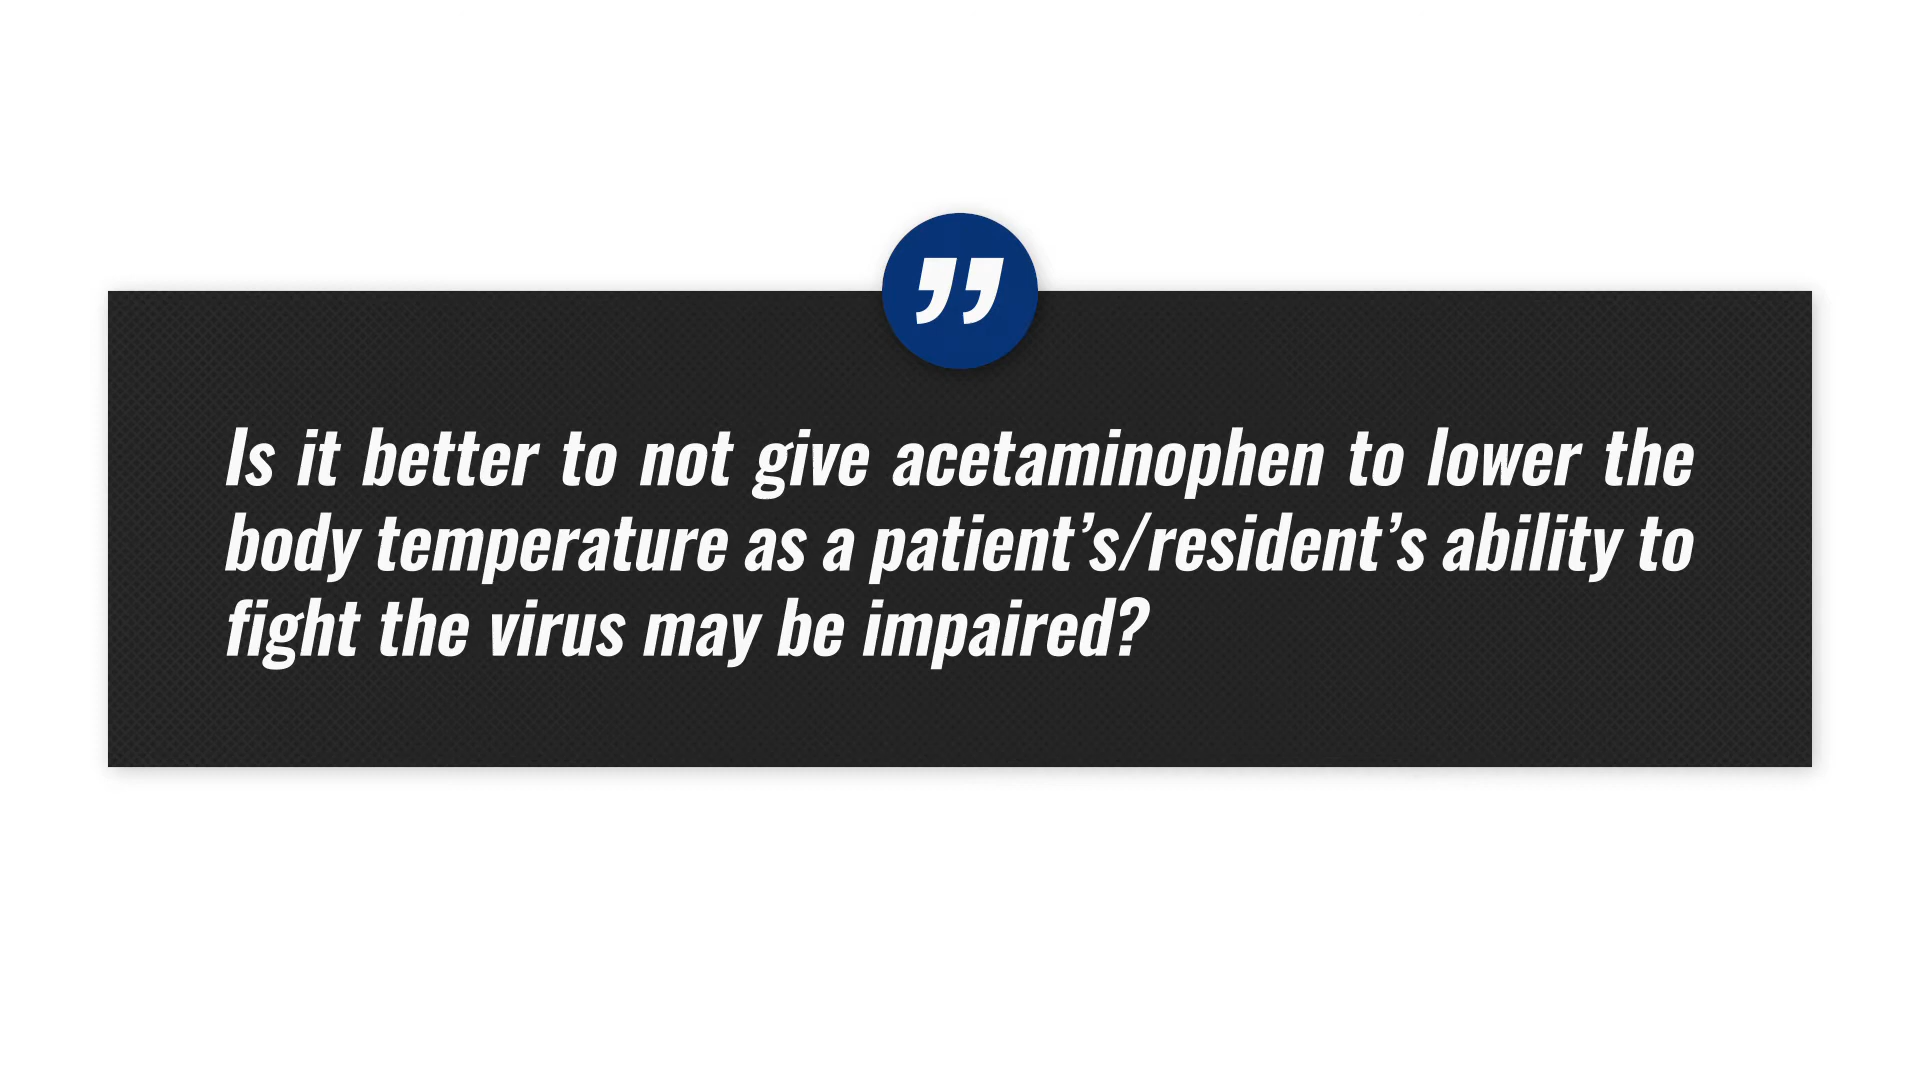 ”
Is it better to not give acetaminophen to lower the
body temperature as a patient’s/resident’s ability to
fight the virus may be impaired?